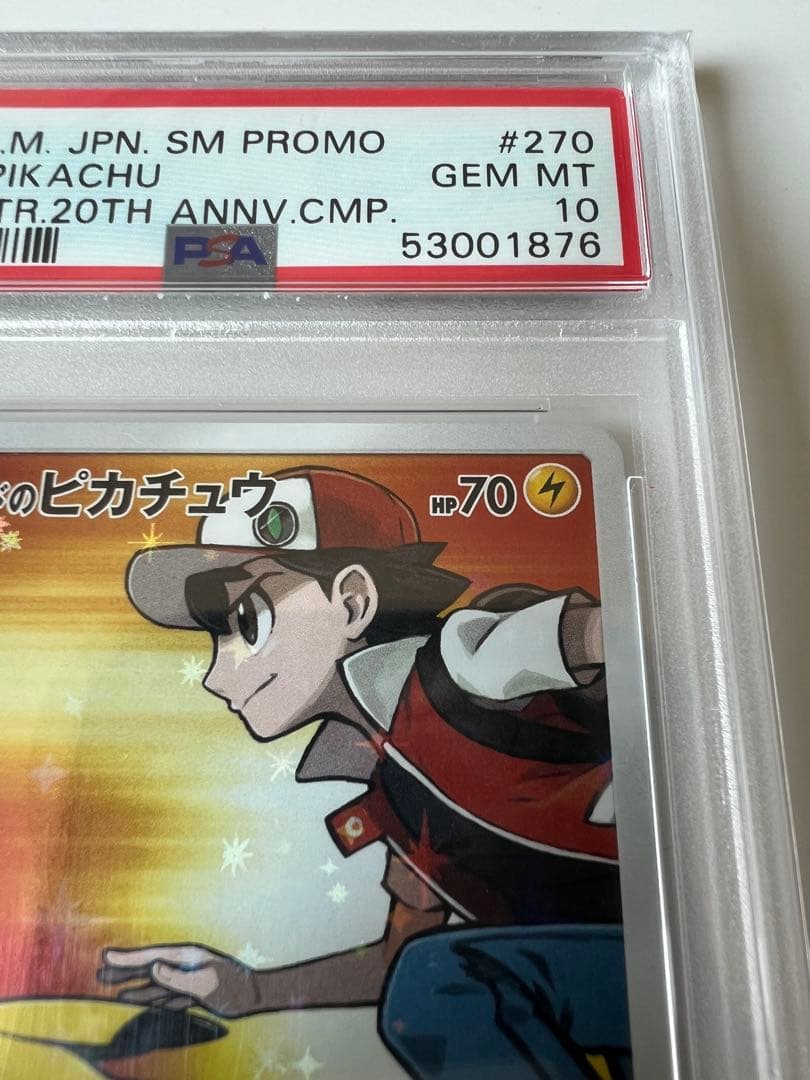 .M. JPN. SM PROMO #270
PIKACHU GEM MT
TR.20TH ANNV.CMP. 10
PSA 53001876
のピカチュウ HP70